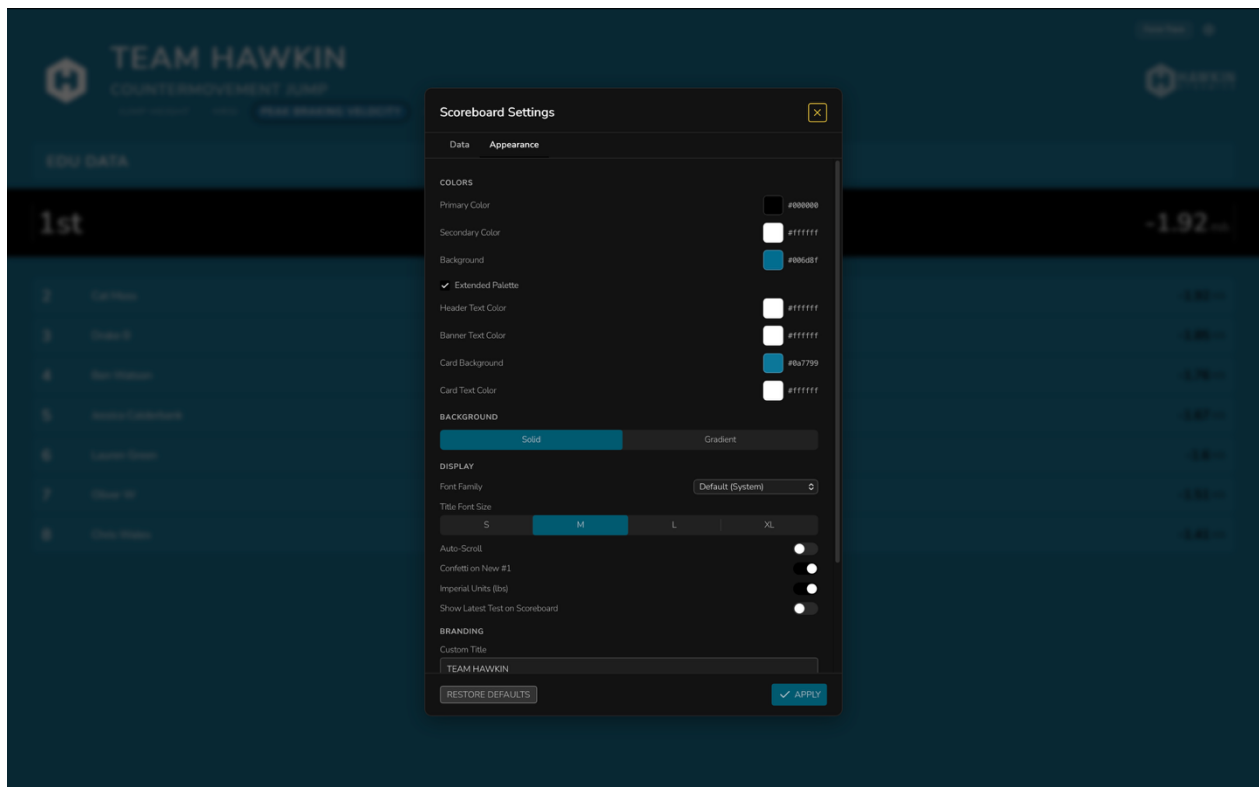 TEAM HAWKIN
COUNTERMOVEMENT JUMP
PEAK BRAKING VELOCITY
HAWKIN
EDU DATA
1st
-1.92
2
3
4
5
6
7
8
Scoreboard Settings
Data Appearance
COLORS
Primary Color #000000
Secondary Color #ffffff
Background #006d8f
Extended Palette
Header Text Color #ffffff
Banner Text Color #ffffff
Card Background #0a7799
Card Text Color #ffffff
BACKGROUND
Solid Gradient
DISPLAY
Font Family Default (System)
Title Font Size
S M L XL
Auto-Scroll
Confetti on New #1
Imperial Units (lbs)
Show Latest Test on Scoreboard
BRANDING
Custom Title
TEAM HAWKIN
RESTORE DEFAULTS APPLY